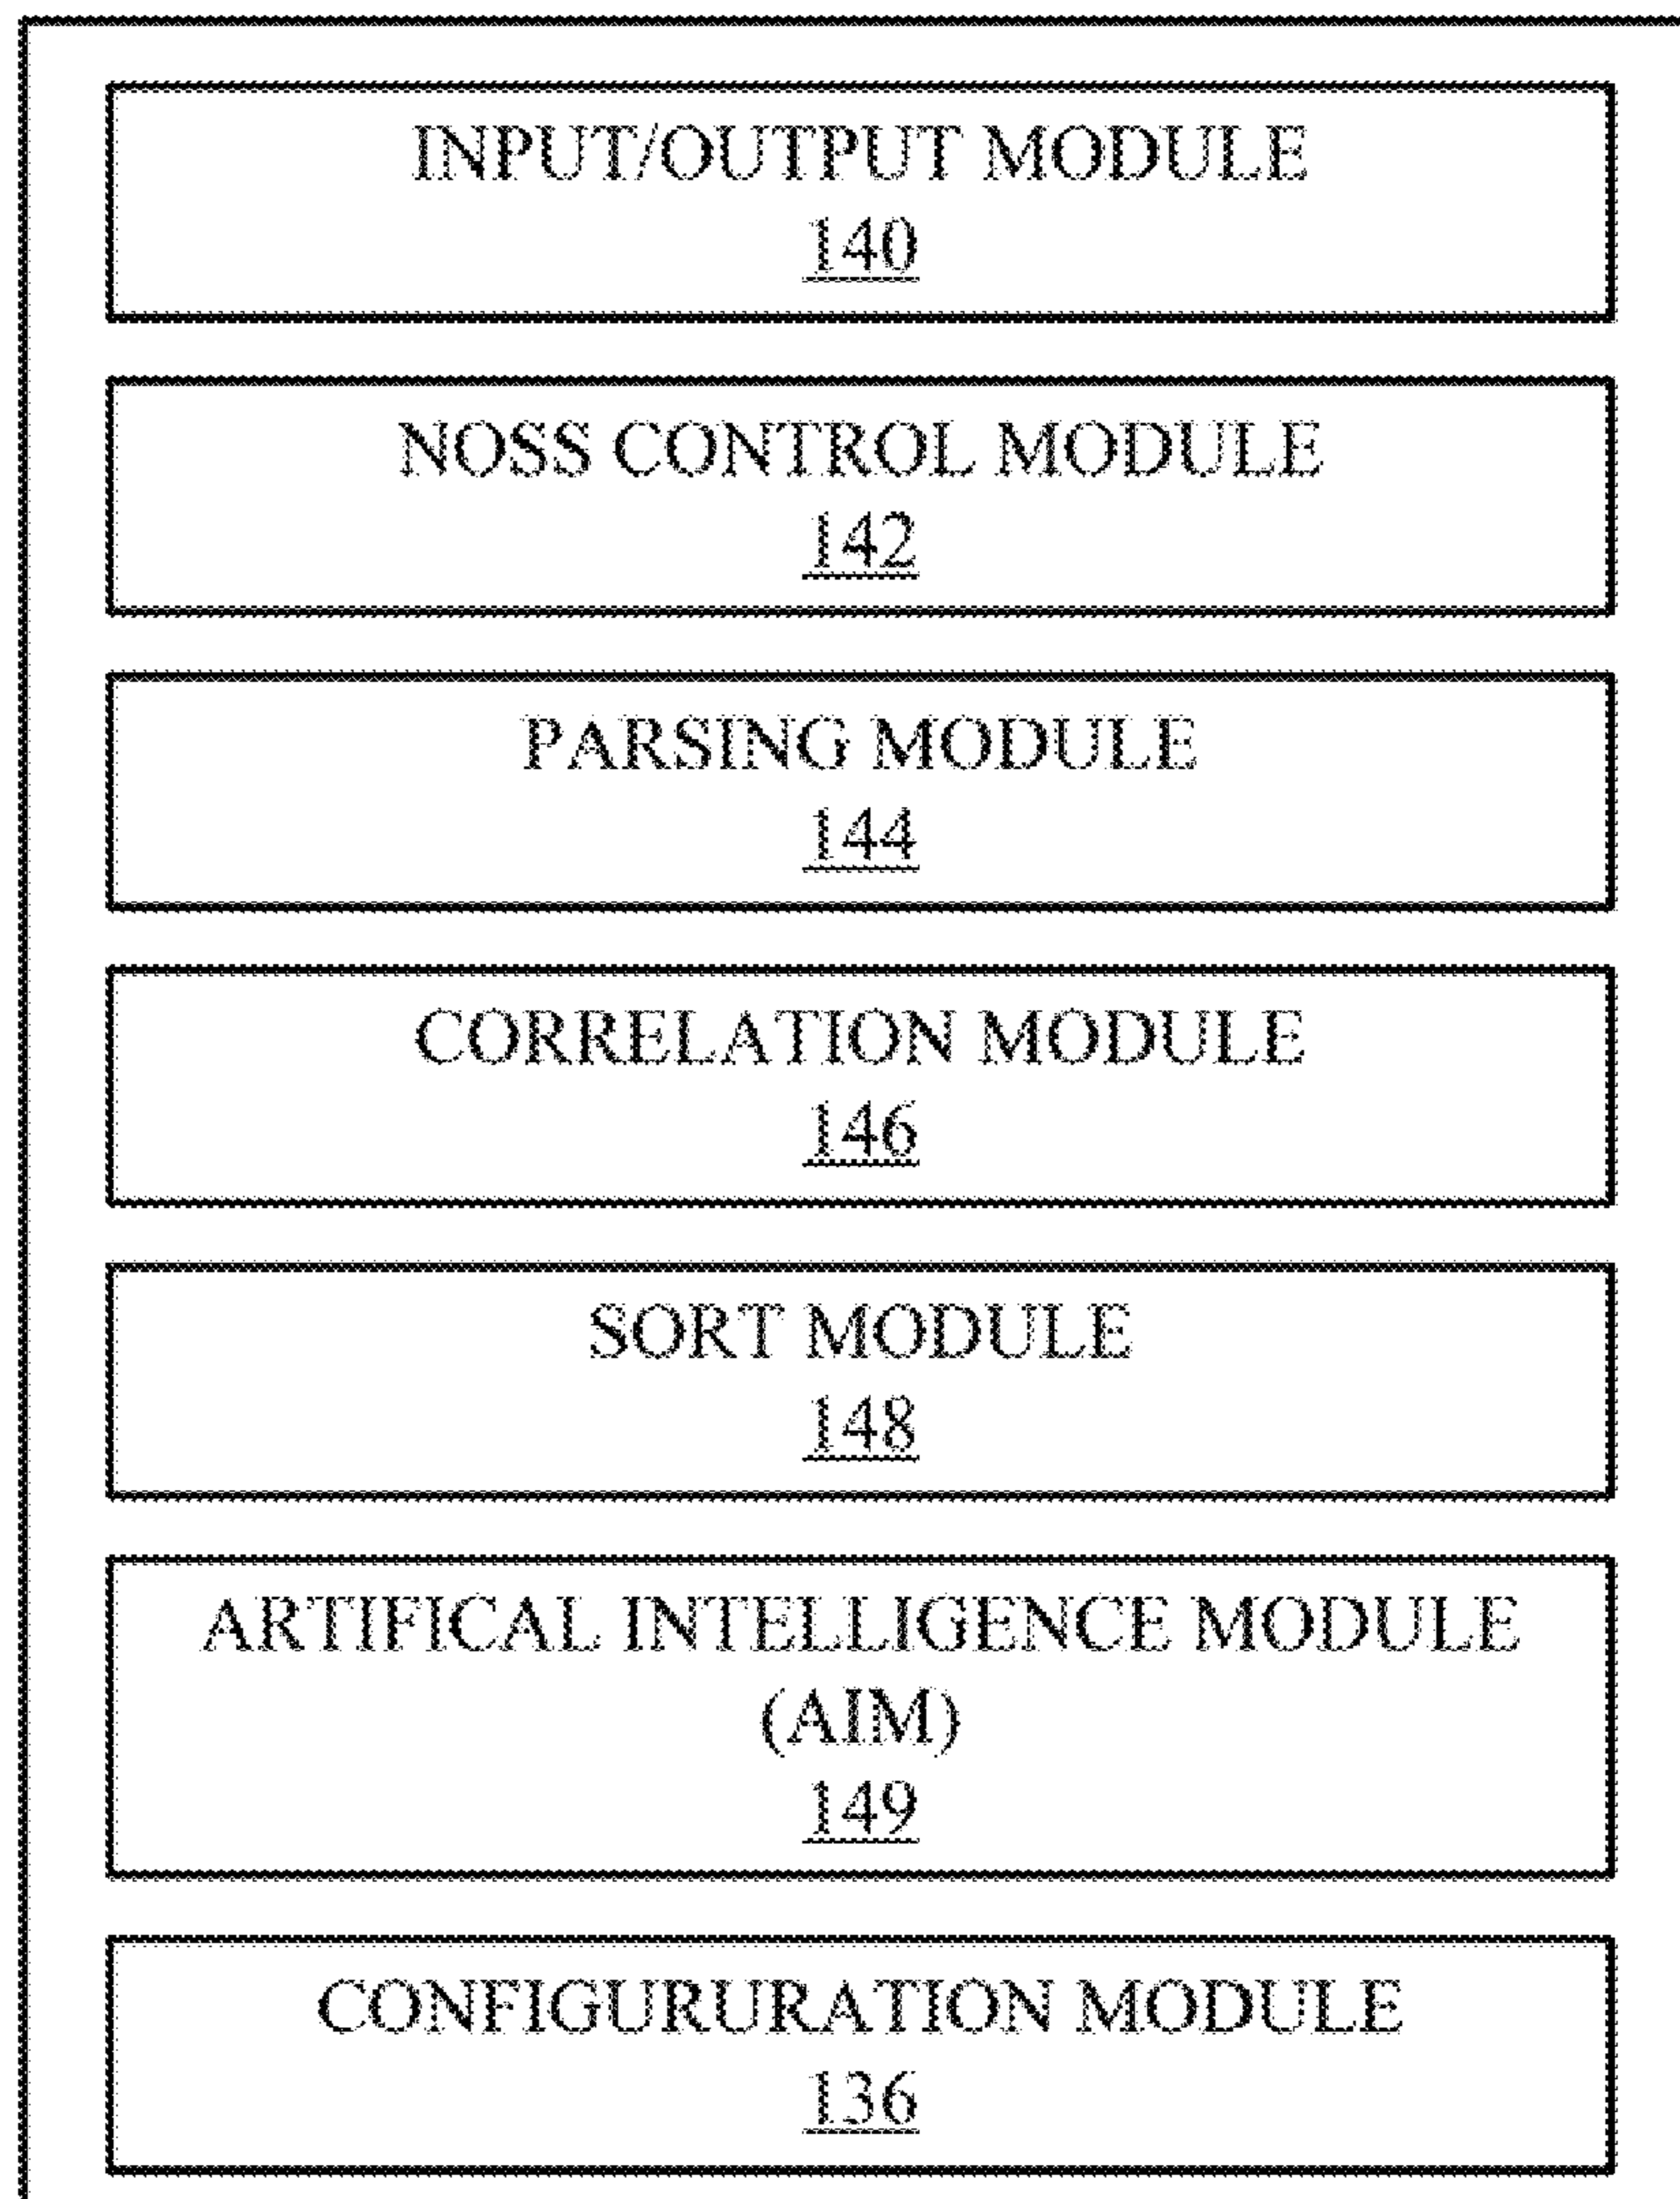 INPUT/OUTPUT MODULE
140
NOSS CONTROL MODULE
142
PARSING MODULE
144
CORRELATION MODULE
146
SORT MODULE
148
ARTIFICAL INTELLIGENCE MODULE
(AIM)
149
CONFIGURURATION MODULE
136